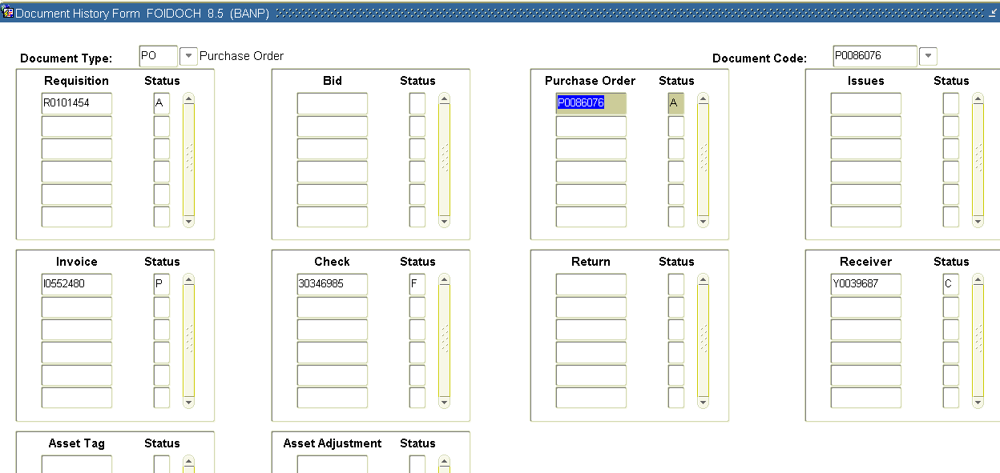 Document History Form FOIDOCH 8.5 (BANP)
Document Type: PO Purchase Order Document Code: P0086076
Requisition Status Bid Status Purchase Order Status Issues Status
R0101454 A P0086076 A
Invoice Status Check Status Return Status Receiver Status
I0552480 P 30346985 F Y0039687 C
Asset Tag Status Asset Adjustment Status